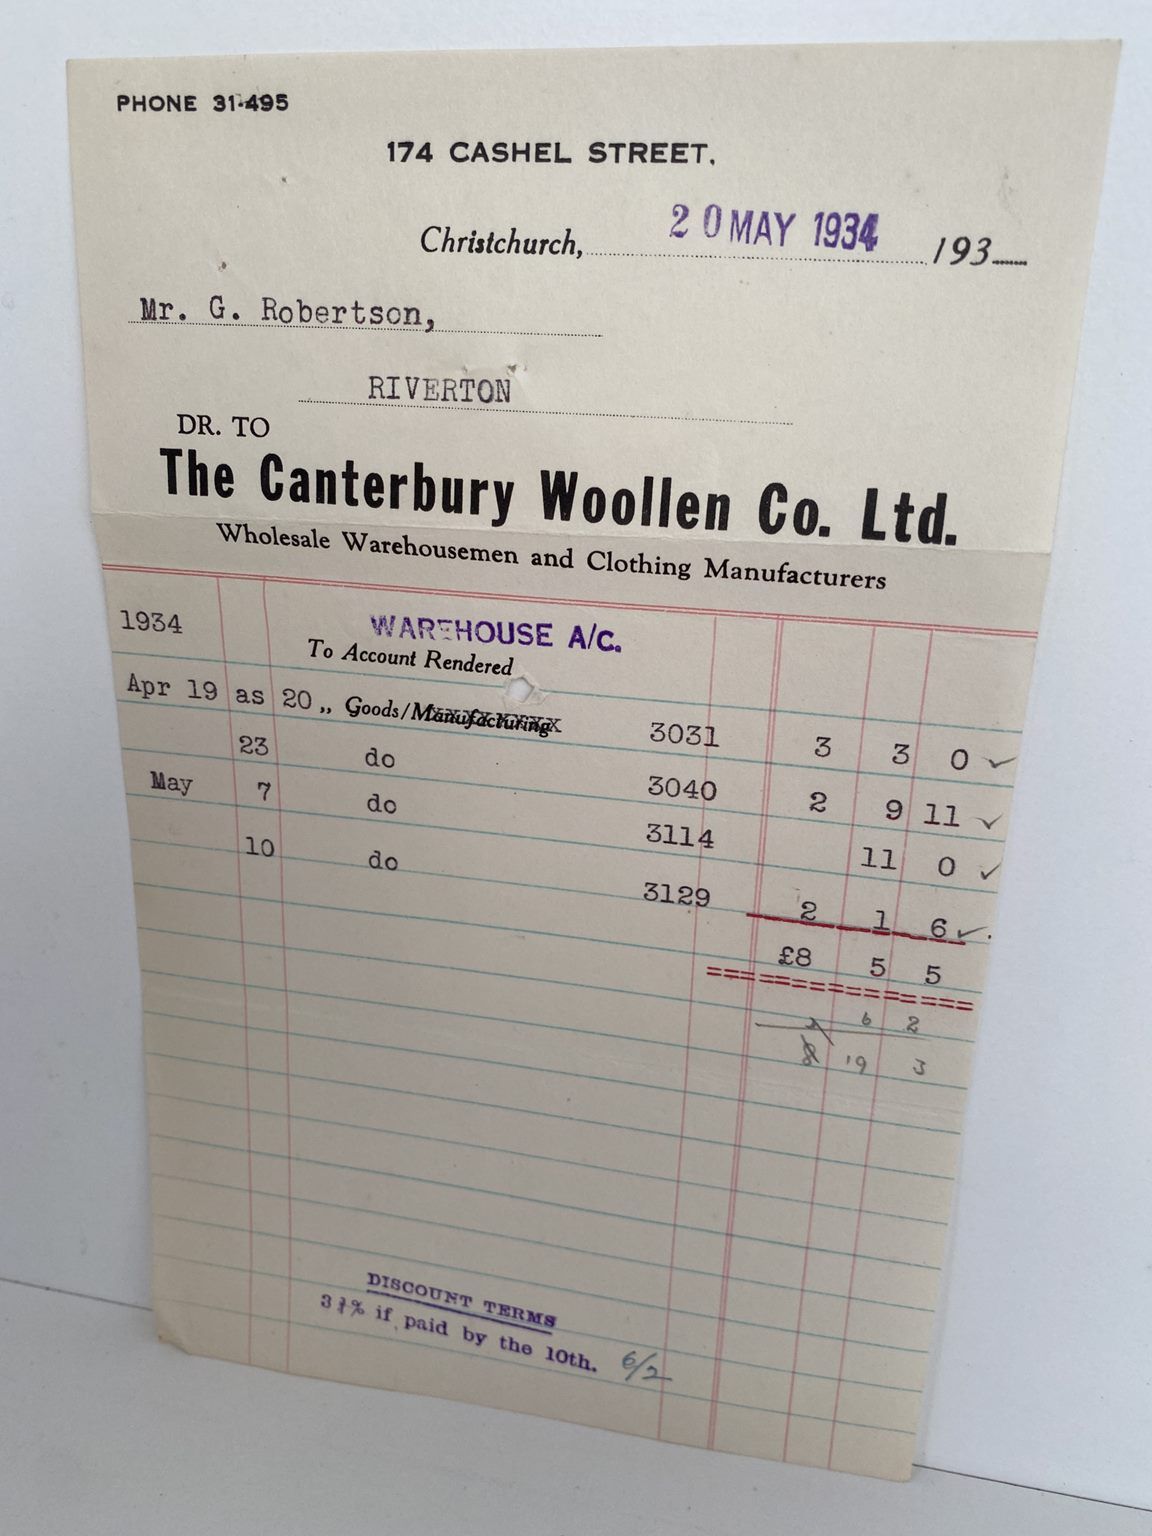 PHONE 31-495
174 CASHEL STREET.
Christchurch, 20 MAY 1934 193
Mr. G. Robertson,
RIVERTON
DR. TO
The Canterbury Woollen Co. Ltd.
Wholesale Warehousemen and Clothing Manufacturers
1934 WAREHOUSE A/C.
To Account Rendered
Apr 19 as 20 „ Goods/Manufacturing 3031 3 3 0 ✓
23 do 3040 2 9 11 ✓
May 7 do 3114 11 0 ✓
10 do 3129 2 1 6 ✓
£8 5 5
6 2
19 3
DISCOUNT TERMS
3¾% if paid by the 10th. 6/2